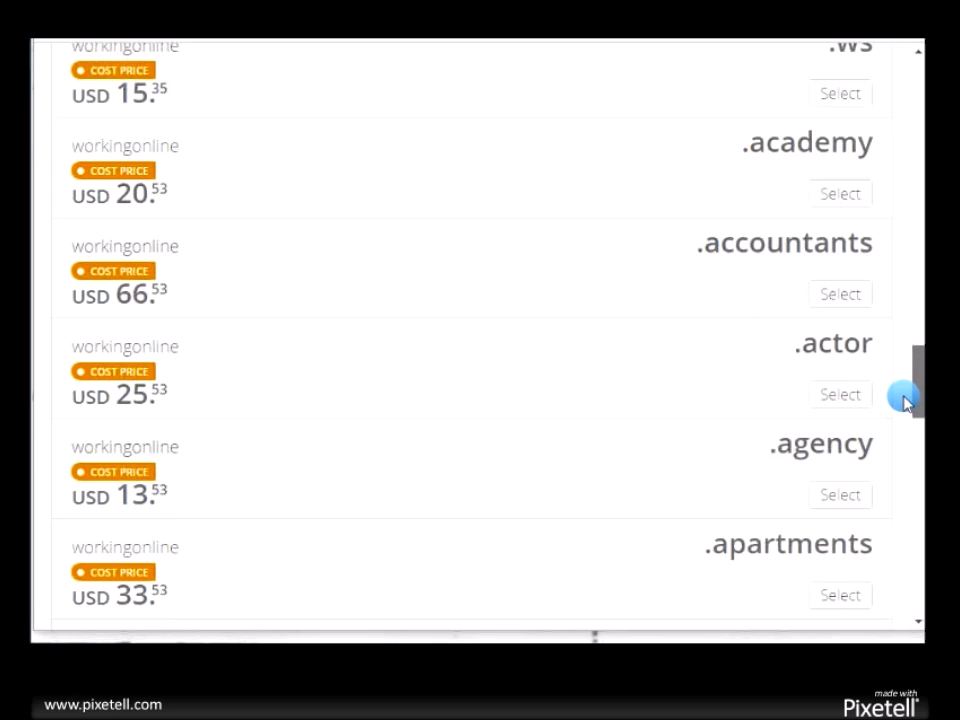 workingonline
.ws
COST PRICE
USD 15.35
Select
workingonline
.academy
COST PRICE
USD 20.53
Select
workingonline
.accountants
COST PRICE
USD 66.53
Select
workingonline
.actor
COST PRICE
USD 25.53
Select
workingonline
.agency
COST PRICE
USD 13.53
Select
workingonline
.apartments
COST PRICE
USD 33.53
Select
www.pixetell.com
made with
Pixetell